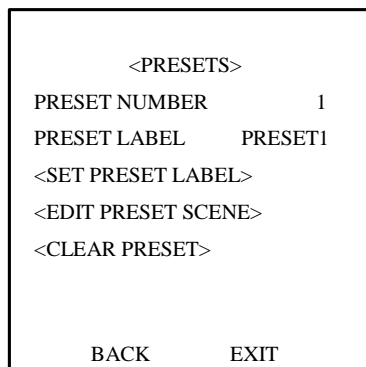 <PRESETS>
PRESET NUMBER 1
PRESET LABEL PRESET1
<SET PRESET LABEL>
<EDIT PRESET SCENE>
<CLEAR PRESET>
BACK EXIT